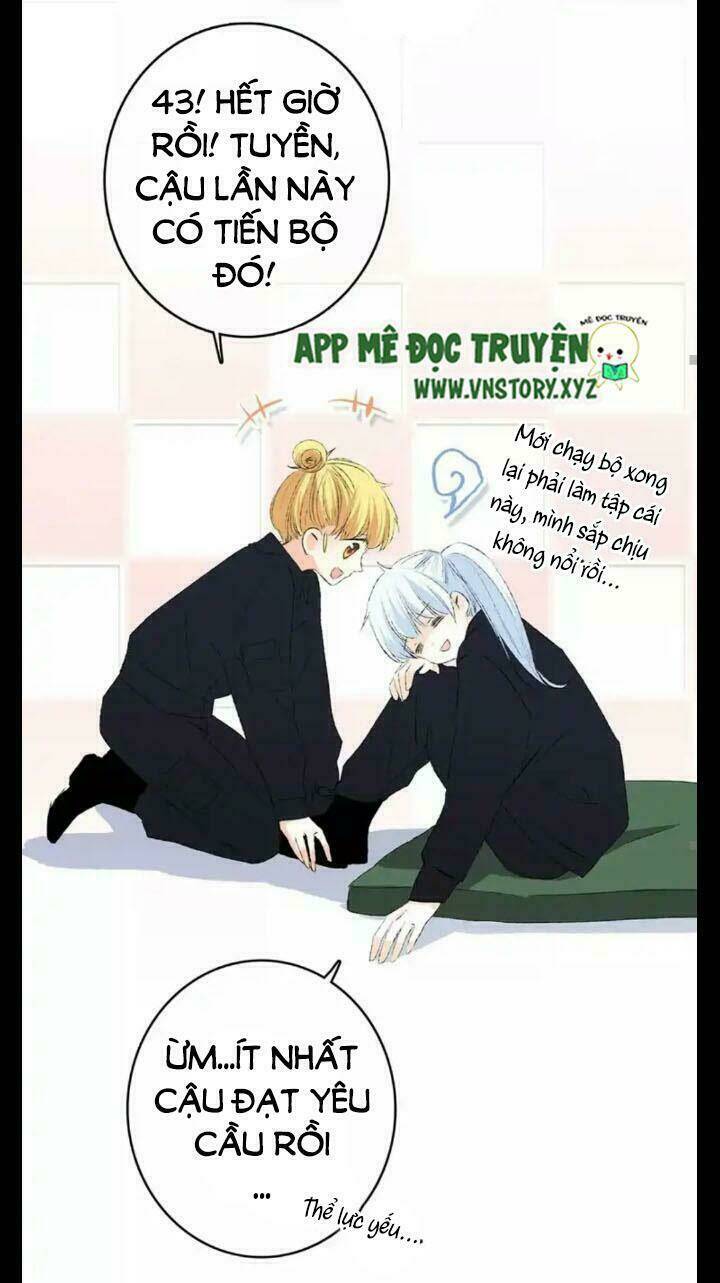 43! HẾT GIỜ
RỒI! TUYỀN,
CẬU LẦN NÀY
CÓ TIẾN BỘ
ĐÓ!
MÊ ĐỌC TRUYỆN
APP MÊ ĐỌC TRUYỆN
WWW.VNSTORY.XYZ
Mới chạy bộ xong
lại phải làm tập cái
này, mình sắp chịu
không nổi rồi...
ỪM...ÍT NHẤT
CẬU ĐẠT YÊU
CẦU RỒI
...
Thể lực yếu....